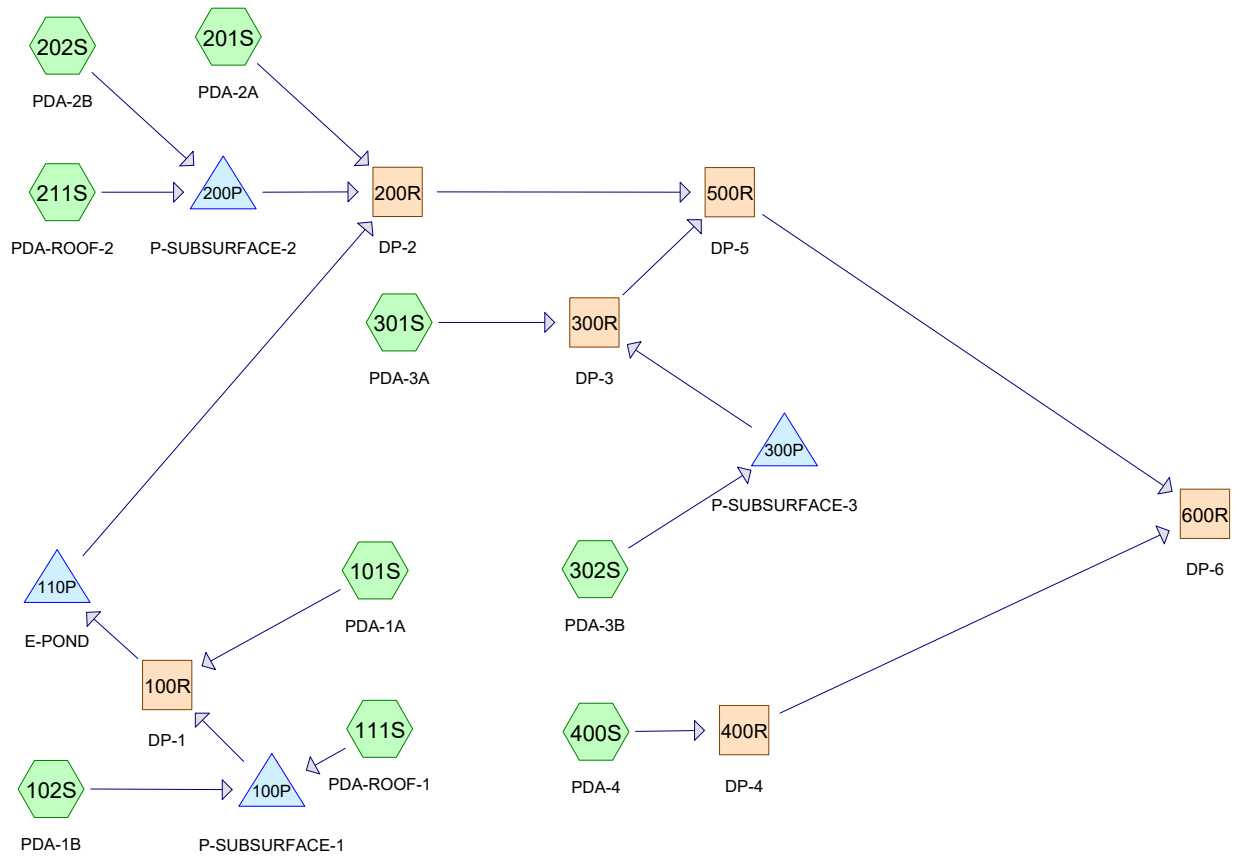 202S
PDA-2B
201S
PDA-2A
211S
PDA-ROOF-2
200P
P-SUBSURFACE-2
200R
DP-2
500R
DP-5
301S
PDA-3A
300R
DP-3
300P
P-SUBSURFACE-3
600R
DP-6
110P
E-POND
101S
PDA-1A
302S
PDA-3B
100R
DP-1
111S
PDA-ROOF-1
400S
PDA-4
400R
DP-4
102S
PDA-1B
100P
P-SUBSURFACE-1